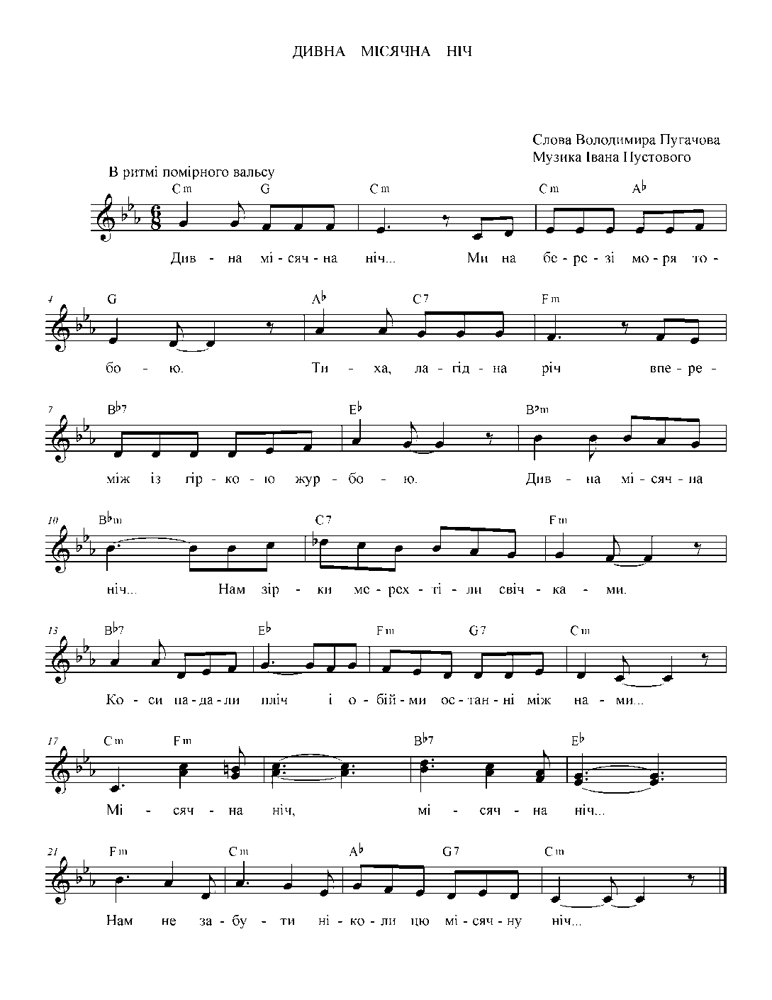 ДИВНА МІСЯЧНА НІЧ
Слова Володимира Пугачова
Музика Івана Пустового
В ритмі помірного вальсу
Cm G Cm Cm A♭
6
8
Див - на мі - сяч - на ніч... Ми на бе - ре - зі мо - ря то -
4 G A♭ C7 Fm
бо - ю. Ти - ха, ла - гід - на річ впе - ре -
7 B♭7 E♭ B♭m
між із гір - ко - ю жур - бо - ю. Див - на мі - сяч - на
10 B♭m C7 Fm
ніч... Нам зір - ки ме - рех - ті - ли свіч - ка - ми.
13 B♭7 E♭ Fm G7 Cm
Ко - си па - да - ли пліч і о - бій - ми ос - тан - ні між на - ми...
17 Cm Fm B♭7 E♭
Мі - сяч - на ніч, мі - сяч - на ніч...
21 Fm Cm A♭ G7 Cm
Нам не за - бу - ти ні - ко - ли цю мі - сяч - ну ніч...